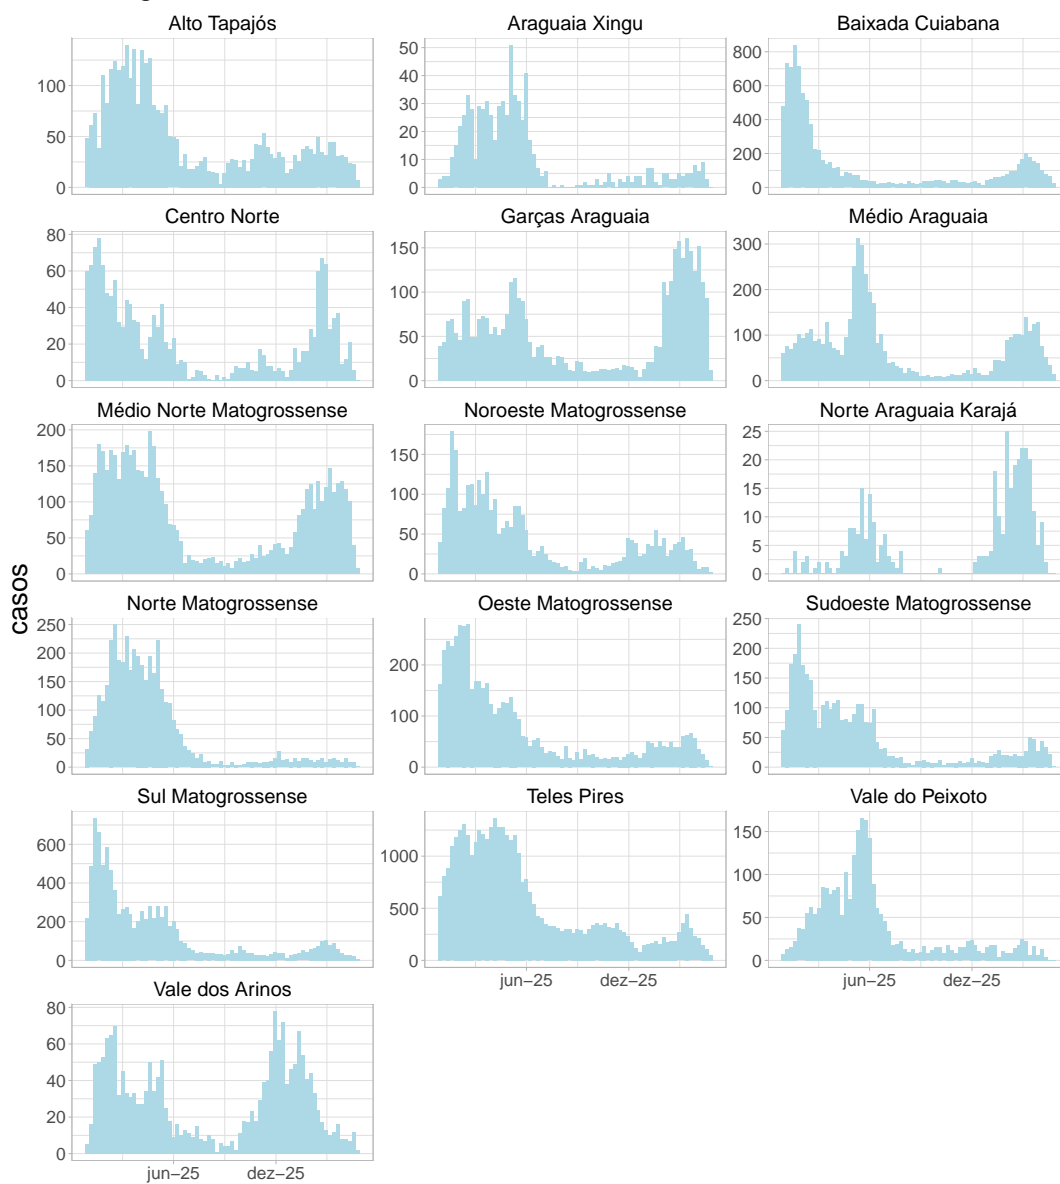 Alto Tapajós
Araguaia Xingu
Baixada Cuiabana
0 50 100
0 10 20 30 40 50
0 200 400 600 800
Centro Norte
Garças Araguaia
Médio Araguaia
0 20 40 60 80
0 50 100 150
0 100 200 300
Médio Norte Matogrossense
Noroeste Matogrossense
Norte Araguaia Karajá
0 50 100 150 200
0 50 100 150
0 5 10 15 20 25
casos
Norte Matogrossense
Oeste Matogrossense
Sudoeste Matogrossense
0 50 100 150 200 250
0 100 200
0 50 100 150 200 250
Sul Matogrossense
Teles Pires
Vale do Peixoto
0 200 400 600
0 500 1000
0 50 100 150
jun−25 dez−25
jun−25 dez−25
Vale dos Arinos
0 20 40 60 80
jun−25 dez−25